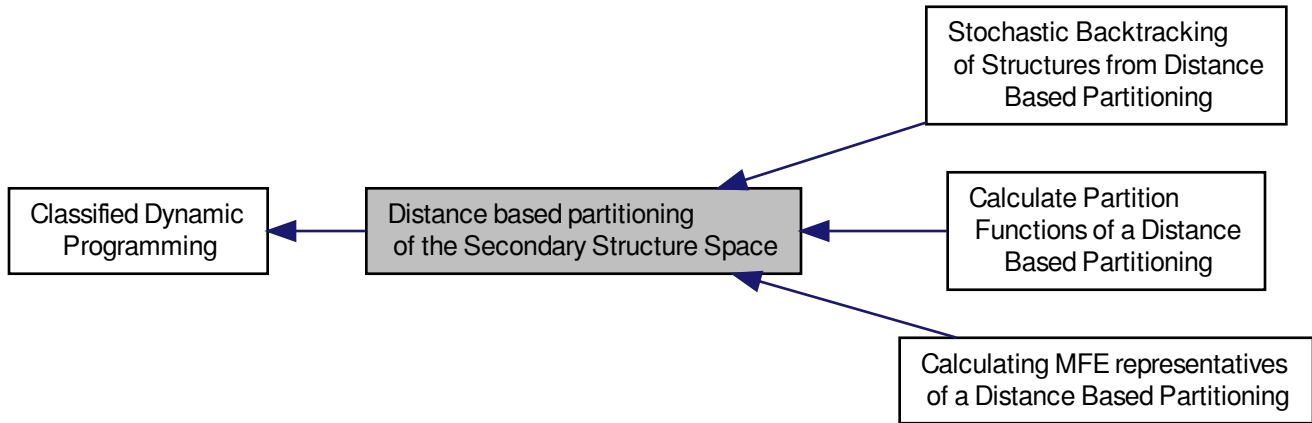 Classified Dynamic
Programming
Distance based partitioning
of the Secondary Structure Space
Stochastic Backtracking
of Structures from Distance
Based Partitioning
Calculate Partition
Functions of a Distance
Based Partitioning
Calculating MFE representatives
of a Distance Based Partitioning